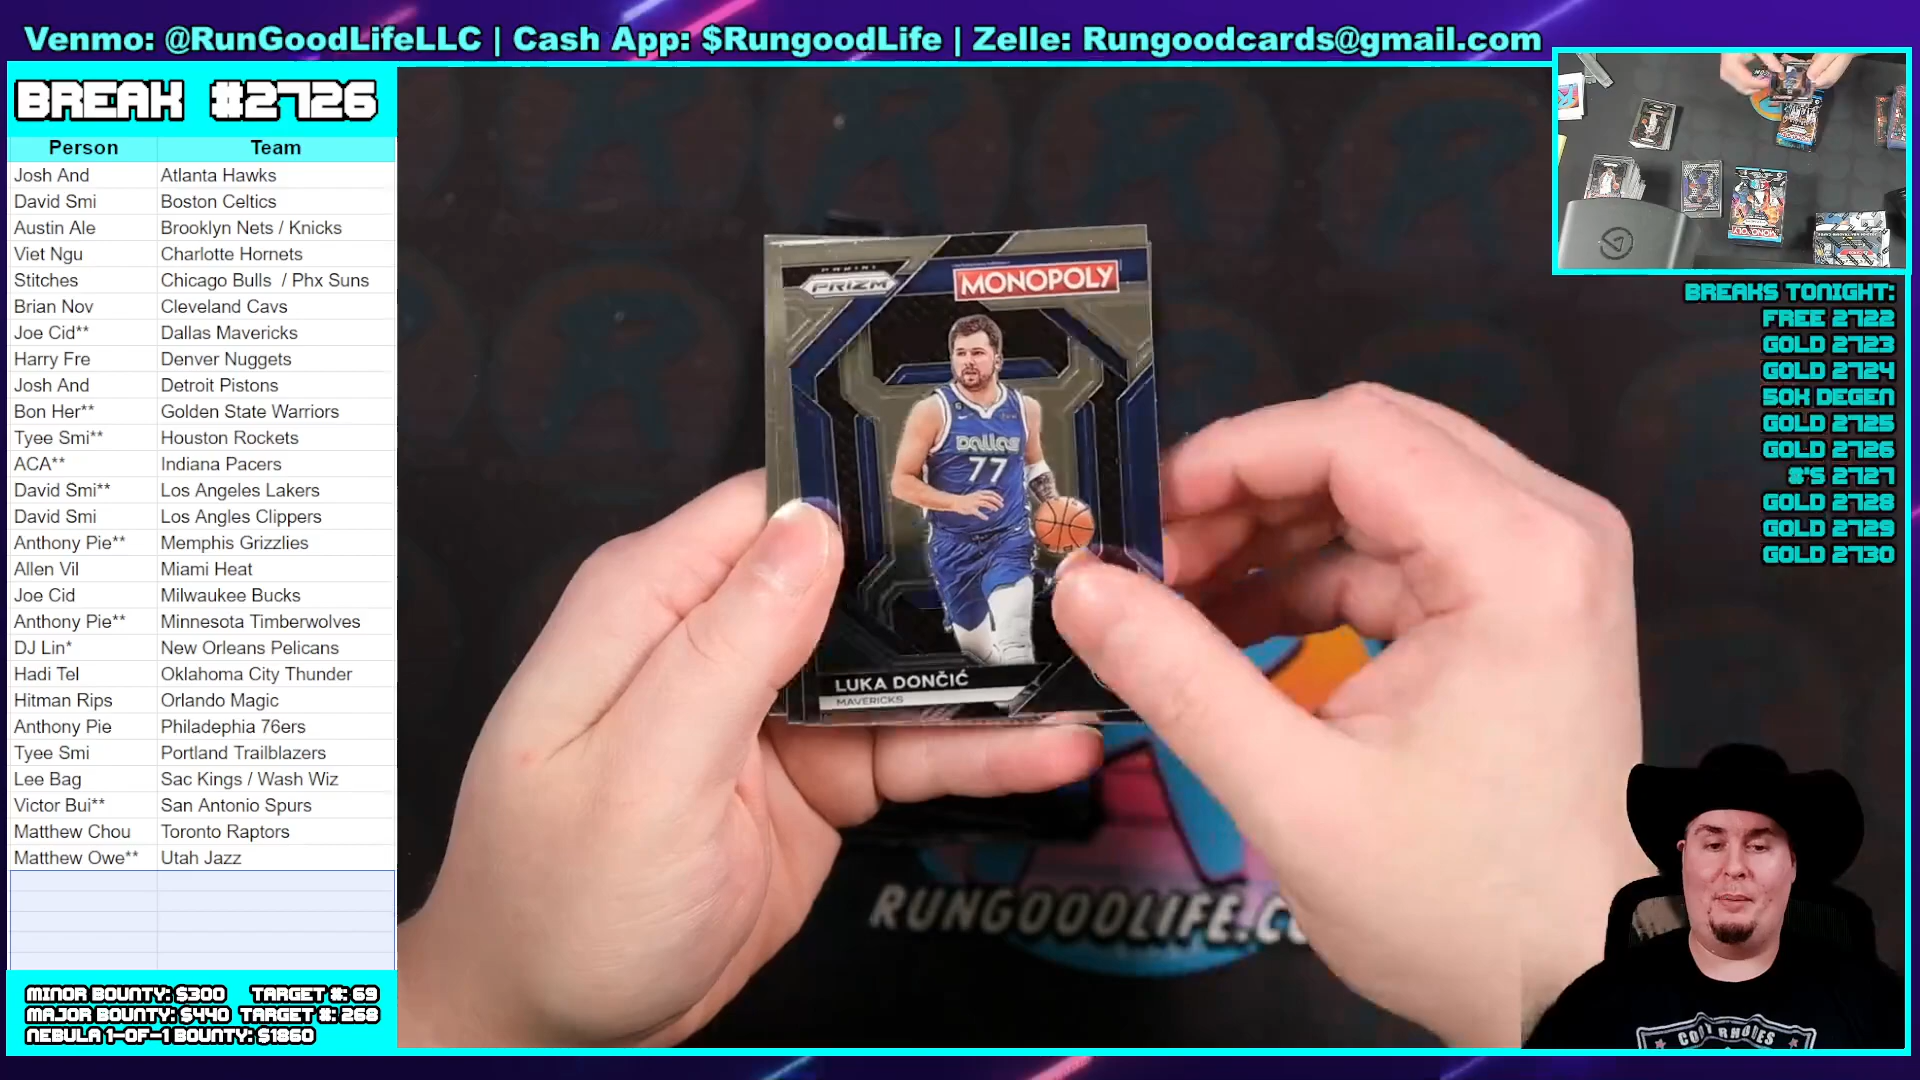 Venmo: @RunGoodLifeLLC | Cash App: $RungoodLife | Zelle: Rungoodcards@gmail.com
BREAK #2726
Person Team
Josh And Atlanta Hawks
David Smi Boston Celtics
Austin Ale Brooklyn Nets / Knicks
Viet Ngu Charlotte Hornets
Stitches Chicago Bulls / Phx Suns
Brian Nov Cleveland Cavs
Joe Cid** Dallas Mavericks
Harry Fre Denver Nuggets
Josh And Detroit Pistons
Bon Her** Golden State Warriors
Tyee Smi** Houston Rockets
ACA** Indiana Pacers
David Smi** Los Angeles Lakers
David Smi Los Angles Clippers
Anthony Pie** Memphis Grizzlies
Allen Vil Miami Heat
Joe Cid Milwaukee Bucks
Anthony Pie** Minnesota Timberwolves
DJ Lin* New Orleans Pelicans
Hadi Tel Oklahoma City Thunder
Hitman Rips Orlando Magic
Anthony Pie Philadephia 76ers
Tyee Smi Portland Trailblazers
Lee Bag Sac Kings / Wash Wiz
Victor Bui** San Antonio Spurs
Matthew Chou Toronto Raptors
Matthew Owe** Utah Jazz
MINOR BOUNTY: $300 TARGET #: 69
MAJOR BOUNTY: $440 TARGET #: 268
NEBULA 1-OF-1 BOUNTY: $1860
PANINI
PRIZM
MONOPOLY
DALLAS
77
LUKA DONČIĆ
MAVERICKS
RUNGOODLIFE.C
BREAKS TONIGHT:
FREE 2722
GOLD 2723
GOLD 2724
50K DEGEN
GOLD 2725
GOLD 2726
#'S 2727
GOLD 2728
GOLD 2729
GOLD 2730
MONOPOLY
CODY RHODES